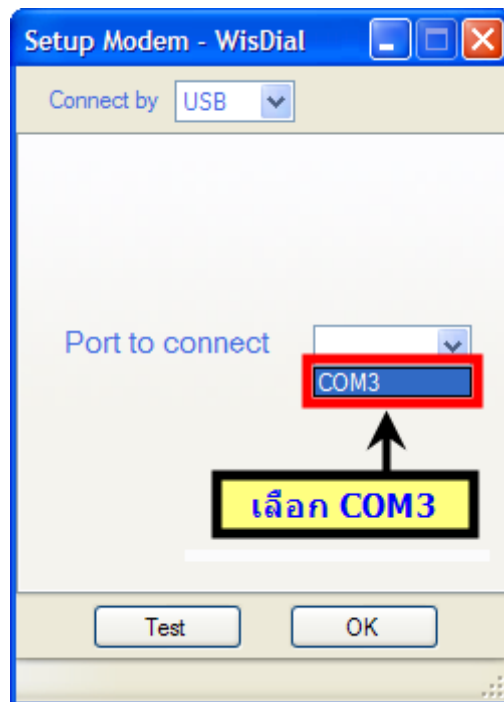 Setup Modem - WisDial
Connect by USB
Port to connect
COM3
เลือก COM3
Test OK